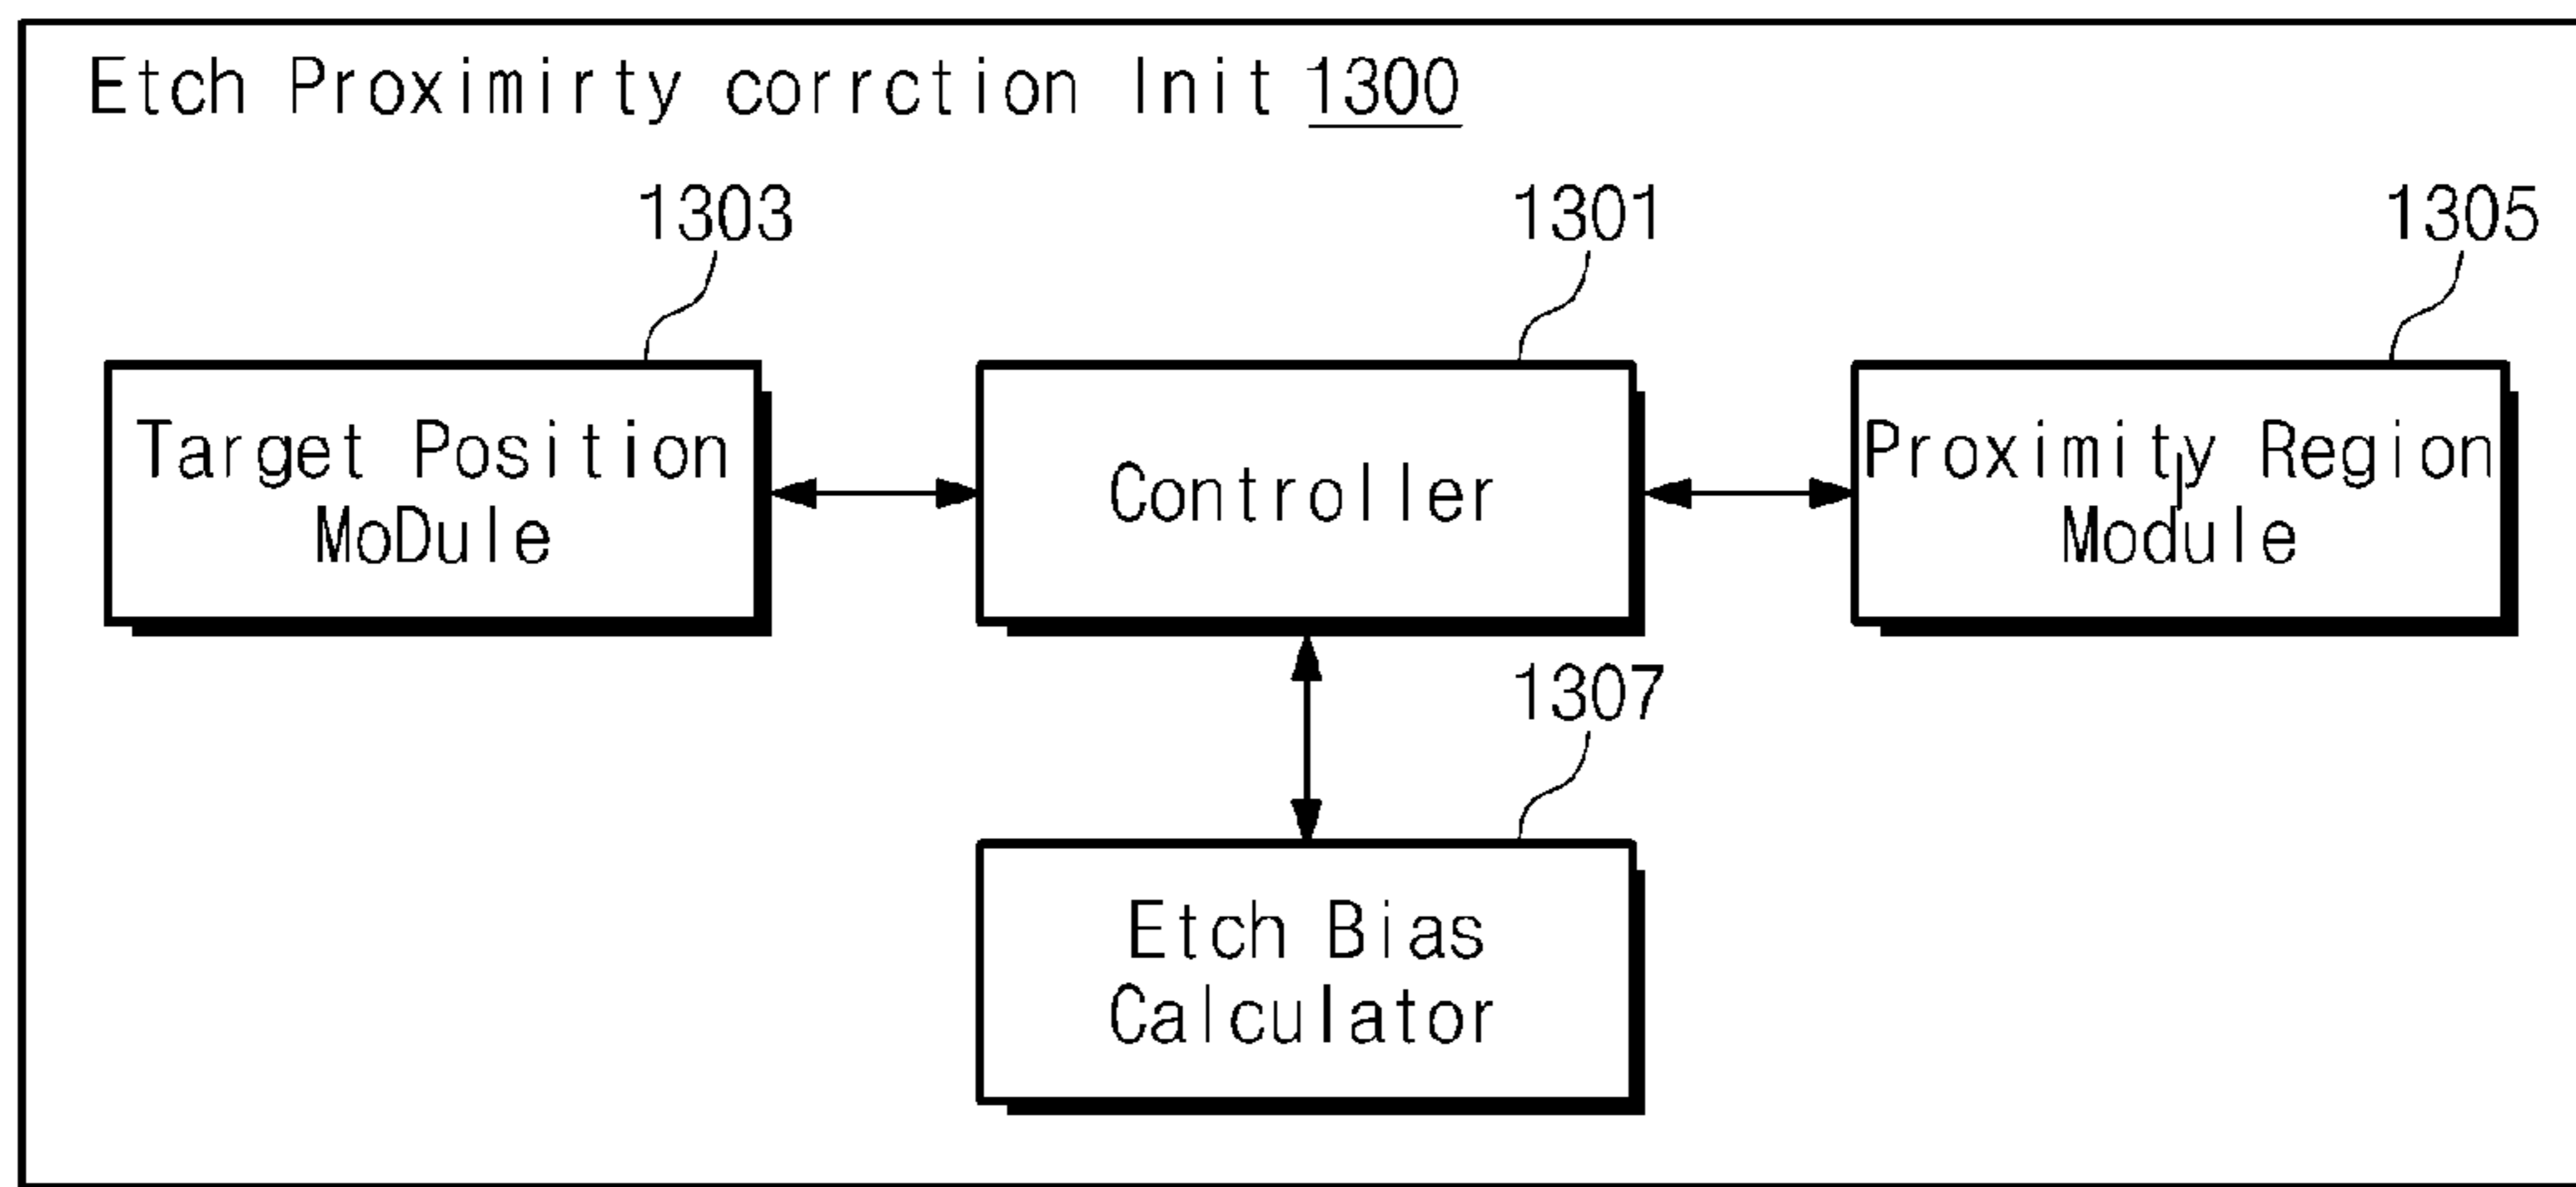 Etch Proximirty corrction Init 1300
1303
1301
1305
Target Position
MoDule
Controller
Proximity Region
Module
1307
Etch Bias
Calculator